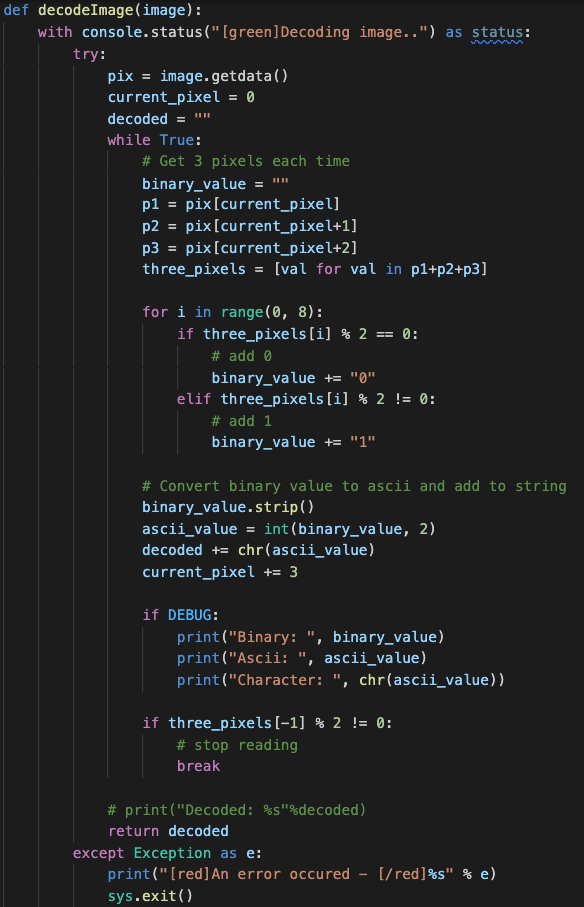 def decodeImage(image):
    with console.status("[green]Decoding image..") as status:
        try:
            pix = image.getdata()
            current_pixel = 0
            decoded = ""
            while True:
                # Get 3 pixels each time
                binary_value = ""
                p1 = pix[current_pixel]
                p2 = pix[current_pixel+1]
                p3 = pix[current_pixel+2]
                three_pixels = [val for val in p1+p2+p3]

                for i in range(0, 8):
                    if three_pixels[i] % 2 == 0:
                        # add 0
                        binary_value += "0"
                    elif three_pixels[i] % 2 != 0:
                        # add 1
                        binary_value += "1"

                # Convert binary value to ascii and add to string
                binary_value.strip()
                ascii_value = int(binary_value, 2)
                decoded += chr(ascii_value)
                current_pixel += 3

                if DEBUG:
                    print("Binary: ", binary_value)
                    print("Ascii: ", ascii_value)
                    print("Character: ", chr(ascii_value))

                if three_pixels[-1] % 2 != 0:
                    # stop reading
                    break

            # print("Decoded: %s"%decoded)
            return decoded
        except Exception as e:
            print("[red]An error occured - [/red]%s" % e)
            sys.exit()